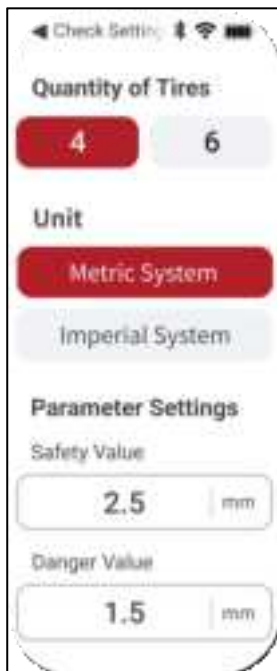 ◀ Check Setting
Quantity of Tires
4 6
Unit
Metric System
Imperial System
Parameter Settings
Safety Value
2.5 mm
Danger Value
1.5 mm